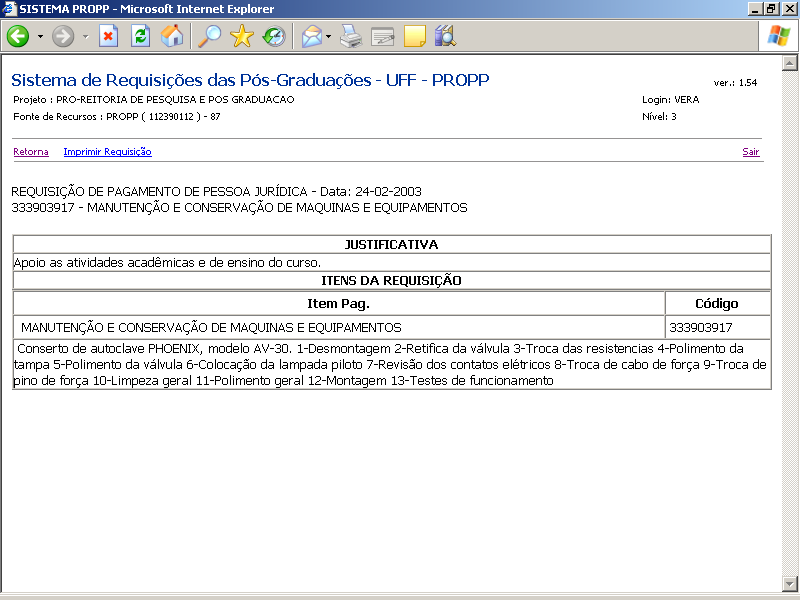 SISTEMA PROPP - Microsoft Internet Explorer
Sistema de Requisições das Pós-Graduações - UFF - PROPP
ver.: 1.54
Projeto : PRO-REITORIA DE PESQUISA E POS GRADUACAO
Login: VERA
Fonte de Recursos : PROPP ( 112390112 ) - 87
Nível: 3
Retorna Imprimir Requisição Sair
REQUISIÇÃO DE PAGAMENTO DE PESSOA JURÍDICA - Data: 24-02-2003
333903917 - MANUTENÇÃO E CONSERVAÇÃO DE MAQUINAS E EQUIPAMENTOS
JUSTIFICATIVA
Apoio as atividades acadêmicas e de ensino do curso.
ITENS DA REQUISIÇÃO
Item Pag. Código
MANUTENÇÃO E CONSERVAÇÃO DE MAQUINAS E EQUIPAMENTOS 333903917
Conserto de autoclave PHOENIX, modelo AV-30. 1-Desmontagem 2-Retifica da válvula 3-Troca das resistencias 4-Polimento da
tampa 5-Polimento da válvula 6-Colocação da lampada piloto 7-Revisão dos contatos elétricos 8-Troca de cabo de força 9-Troca de
pino de força 10-Limpeza geral 11-Polimento geral 12-Montagem 13-Testes de funcionamento